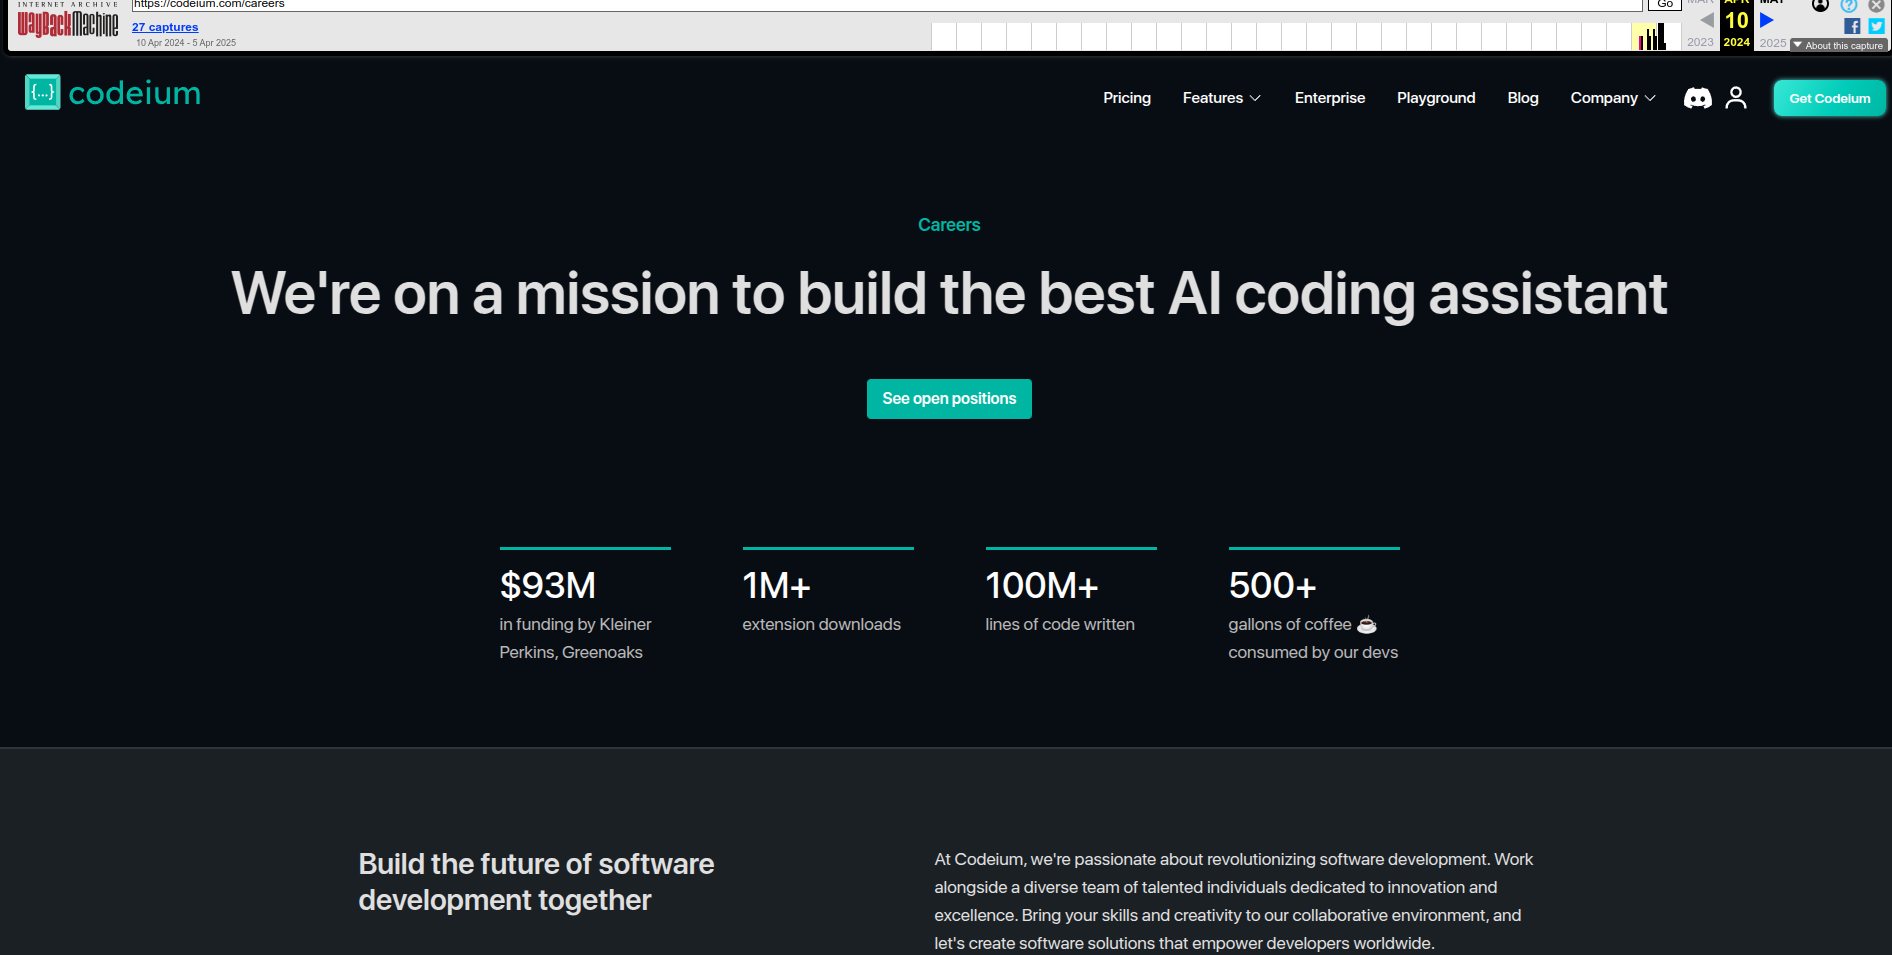 INTERNET ARCHIVE
WayBackMachine
https://codeium.com/careers
Go
27 captures
10 Apr 2024 - 5 Apr 2025
MAR APR MAY
10
2023 2024 2025
About this capture
{...} codeium
Pricing Features Enterprise Playground Blog Company Get Codeium
Careers
We're on a mission to build the best AI coding assistant
See open positions
$93M
in funding by Kleiner
Perkins, Greenoaks
1M+
extension downloads
100M+
lines of code written
500+
gallons of coffee ☕
consumed by our devs
Build the future of software
development together
At Codeium, we're passionate about revolutionizing software development. Work
alongside a diverse team of talented individuals dedicated to innovation and
excellence. Bring your skills and creativity to our collaborative environment, and
let's create software solutions that empower developers worldwide.